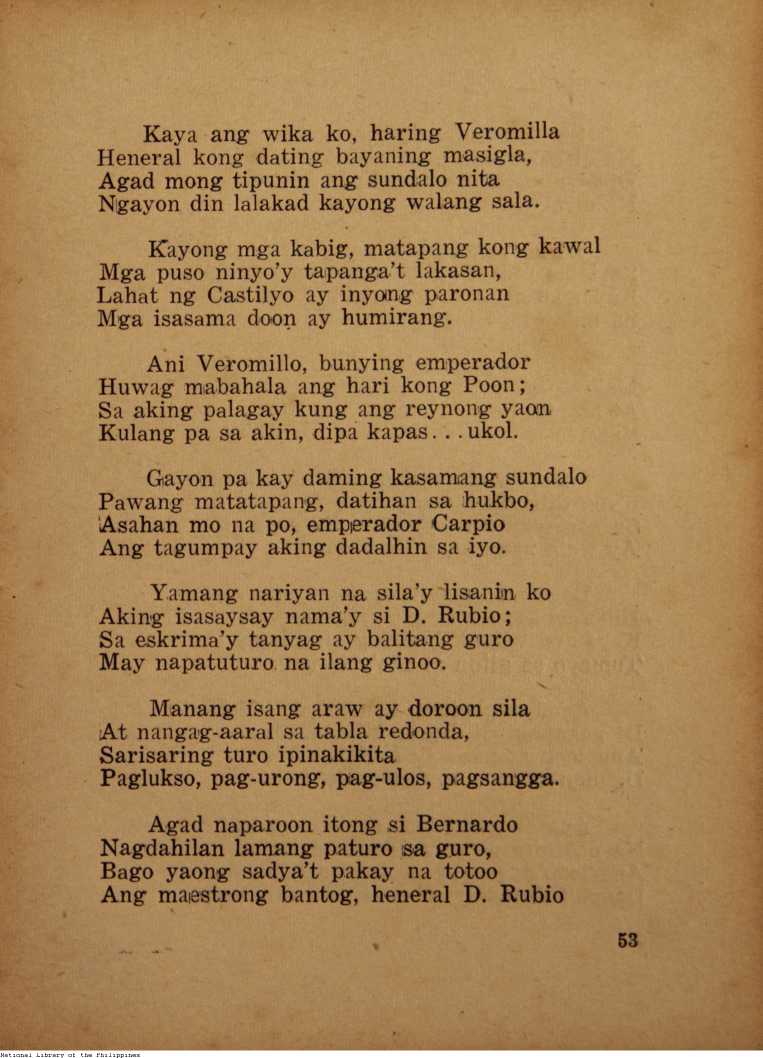 Kaya ang wika ko, haring Veromilla
Heneral kong dating bayaning masigla,
Agad mong tipunin ang sundalo nita
Ngayon din lalakad kayong walang sala.
Kayong mga kabig, matapang kong kawal
Mga puso ninyo'y tapanga't lakasan,
Lahat ng Castilyo ay inyong paronan
Mga isasama doon ay humirang.
Ani Veromillo, bunying emperador
Huwag mabahala ang hari kong Poon;
Sa aking palagay kung ang reynong yaon
Kulang pa sa akin, dipa kapas...ukol.
Gayon pa kay daming kasamang sundalo
Pawang matatapang, datihan sa hukbo,
Asahan mo na po, emperador Carpio
Ang tagumpay aking dadalhin sa iyo.
Yamang nariyan na sila'y lisanin ko
Aking isasaysay nama'y si D. Rubio;
Sa eskrima'y tanyag ay balitang guro
May napatuturo na ilang ginoo.
Manang isang araw ay doroon sila
At nangag-aaral sa tabla redonda,
Sarisaring turo ipinakikita
Paglukso, pag-urong, pag-ulos, pagsangga.
Agad naparoon itong si Bernardo
Nagdahilan lamang paturo sa guro,
Bago yaong sadya't pakay na totoo
Ang maestrong bantog, heneral D. Rubio
53
National Library of the Philippines